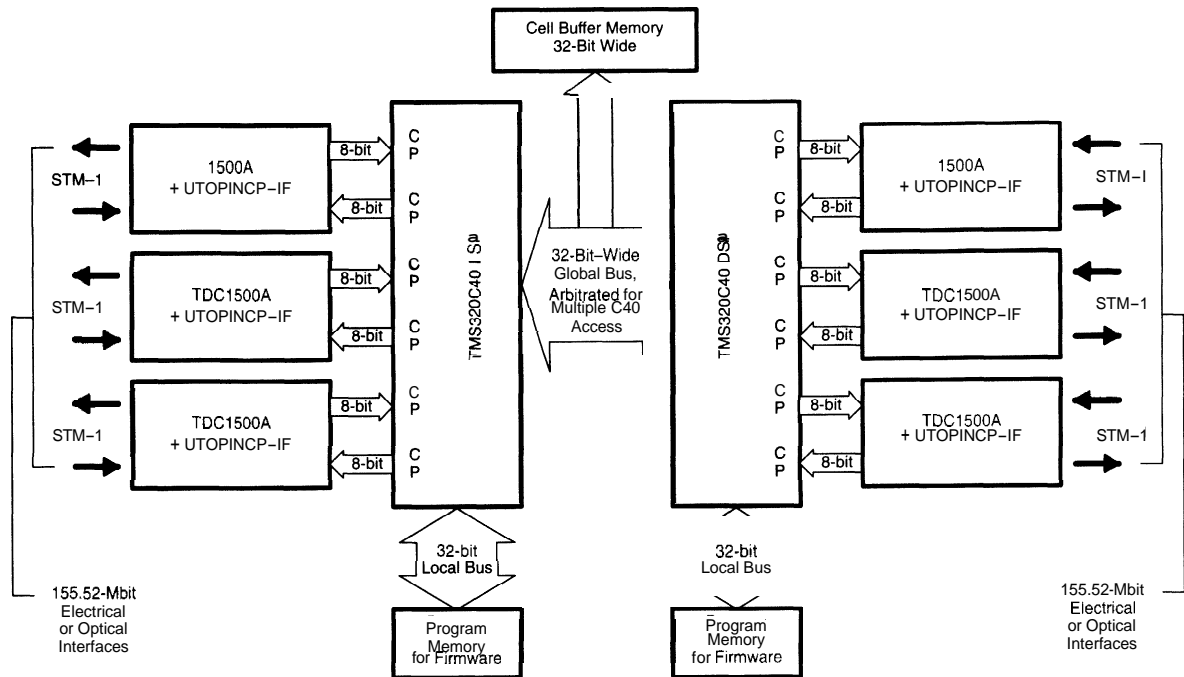 Cell Buffer Memory
32-Bit Wide
1500A
+ UTOPINCP-IF
8-bit
8-bit
STM-1
TDC1500A
+ UTOPINCP-IF
8-bit
8-bit
STM-1
TDC1500A
+ UTOPINCP-IF
8-bit
8-bit
STM-1
C
P
C
P
C
P
C
P
C
P
C
P
TMS320C40
32-Bit-Wide
Global Bus,
Arbitrated for
Multiple C40
Access
TMS320C40
C
P
C
P
C
P
C
P
C
P
C
P
8-bit
8-bit
1500A
+ UTOPINCP-IF
STM-I
8-bit
8-bit
TDC1500A
+ UTOPINCP-IF
STM-1
8-bit
8-bit
TDC1500A
+ UTOPINCP-IF
STM-1
155.52-Mbit
Electrical
or Optical
Interfaces
32-bit
Local Bus
Program
Memory
for Firmware
32-bit
Local Bus
Program
Memory
for Firmware
155.52-Mbit
Electrical
or Optical
Interfaces